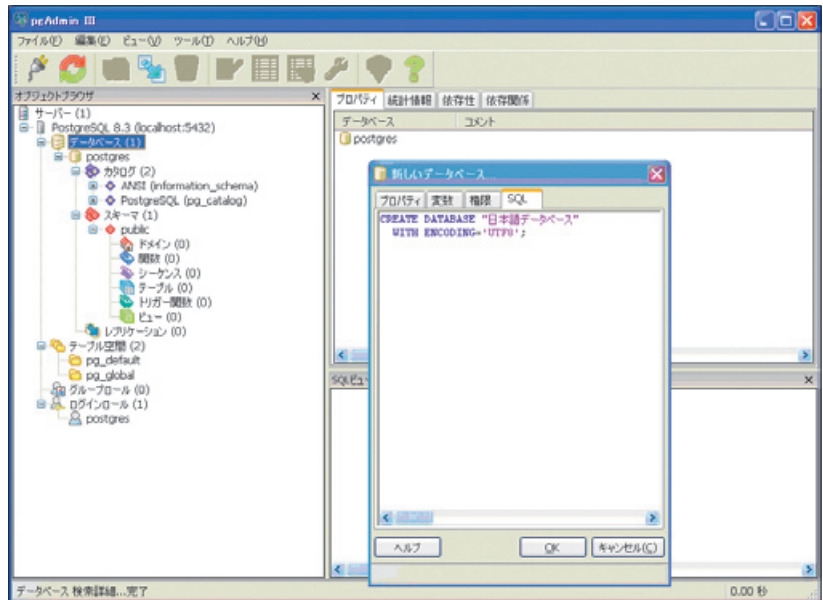 pgAdmin III
ファイル(F) 編集(E) ビュー(V) ツール(T) ヘルプ(H)
オブジェクトブラウザ
サーバー (1)
PostgreSQL 8.3 (localhost:5432)
データベース (1)
postgres
カタログ (2)
ANSI (information_schema)
PostgreSQL (pg_catalog)
スキーマ (1)
public
ドメイン (0)
関数 (0)
シーケンス (0)
テーブル (0)
トリガー関数 (0)
ビュー (0)
レプリケーション (0)
テーブル空間 (2)
pg_default
pg_global
グループロール (0)
ログインロール (1)
postgres
プロパティ 統計情報 依存性 依存関係
データベース コメント
postgres
新しいデータベース...
プロパティ 変数 権限 SQL
CREATE DATABASE "日本語データベース"
WITH ENCODING='UTF8';
SQLビュ
ヘルプ OK キャンセル(C)
データベース 検索詳細...完了 0.00 秒